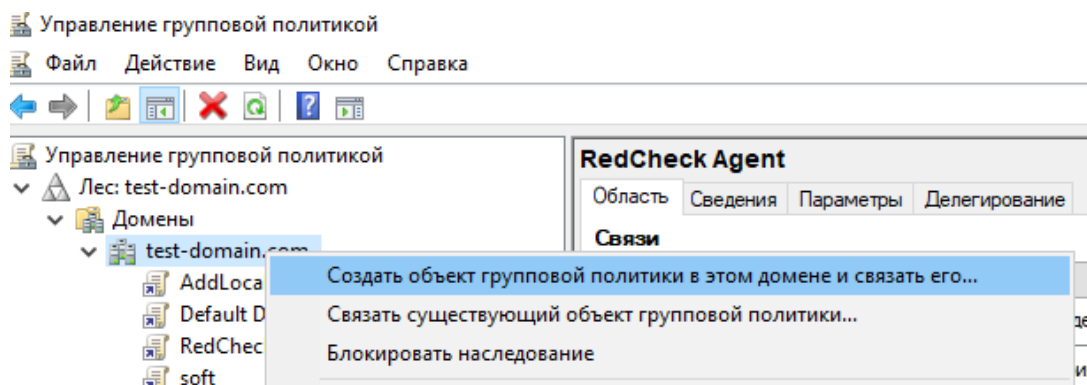 Управление групповой политикой
Файл Действие Вид Окно Справка
Управление групповой политикой
Лес: test-domain.com
Домены
test-domain.com
AddLoca
Default D
RedChec
soft
RedCheck Agent
Область Сведения Параметры Делегирование
Связи
Создать объект групповой политики в этом домене и связать его...
Связать существующий объект групповой политики...
Блокировать наследование